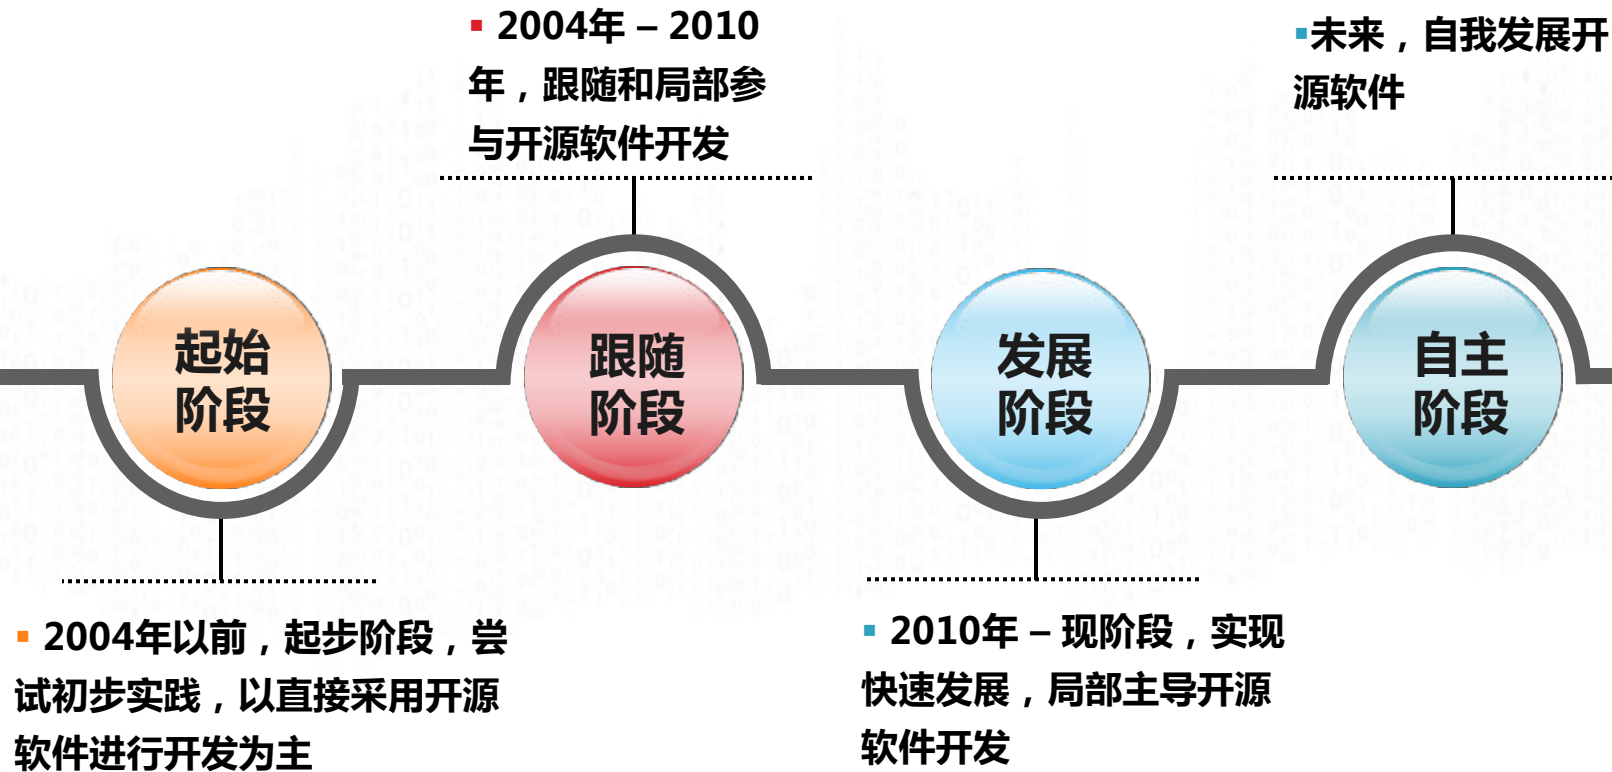 ▪ 2004年 – 2010
年，跟随和局部参
与开源软件开发
▪未来，自我发展开
源软件
起始
阶段
跟随
阶段
发展
阶段
自主
阶段
▪ 2004年以前，起步阶段，尝
试初步实践，以直接采用开源
软件进行开发为主
▪ 2010年 – 现阶段，实现
快速发展，局部主导开源
软件开发